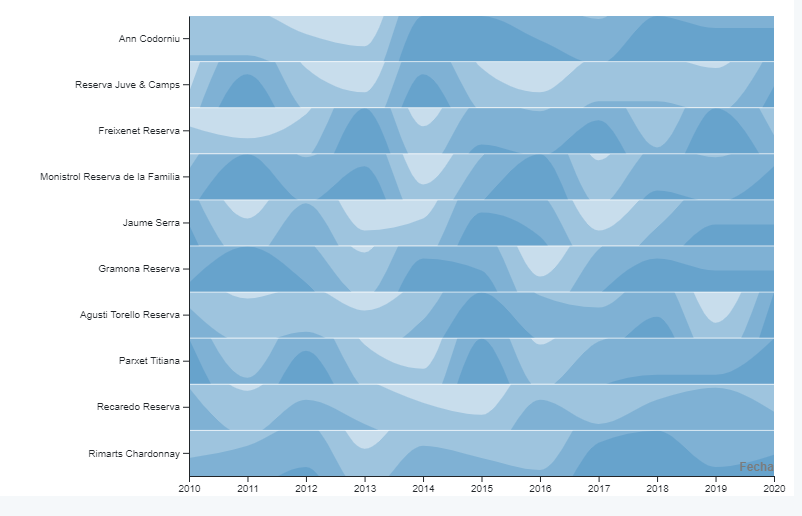 Ann Codorniu
Reserva Juve & Camps
Freixenet Reserva
Monistrol Reserva de la Familia
Jaume Serra
Gramona Reserva
Agusti Torello Reserva
Parxet Titiana
Recaredo Reserva
Rimarts Chardonnay
Fecha
2010 2011 2012 2013 2014 2015 2016 2017 2018 2019 2020